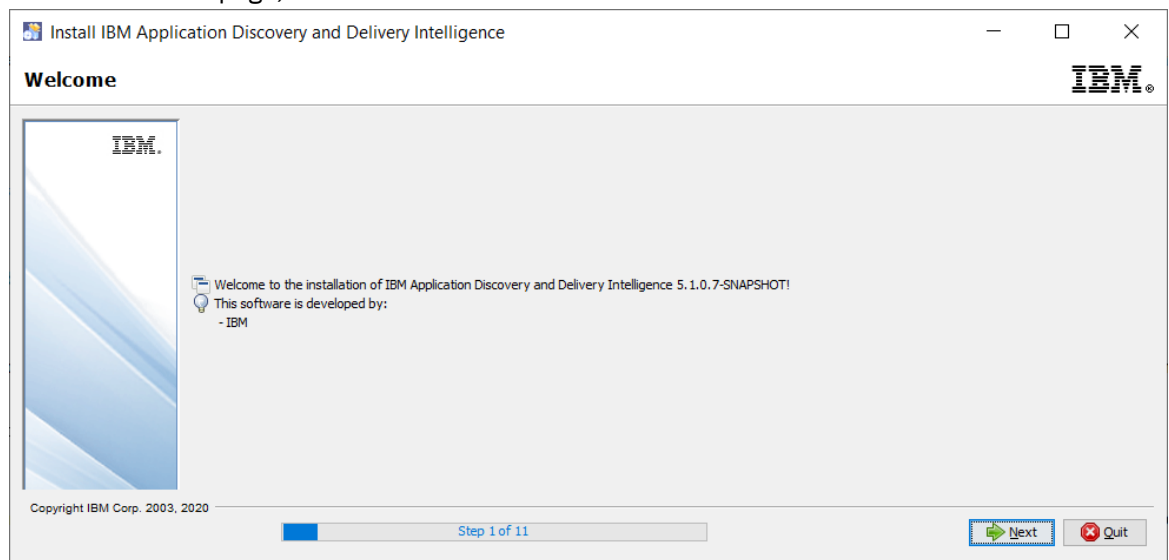 Install IBM Application Discovery and Delivery Intelligence
Welcome
IBM®
IBM.
Welcome to the installation of IBM Application Discovery and Delivery Intelligence 5.1.0.7-SNAPSHOT!
This software is developed by:
- IBM
Copyright IBM Corp. 2003, 2020
Step 1 of 11
Next
Quit